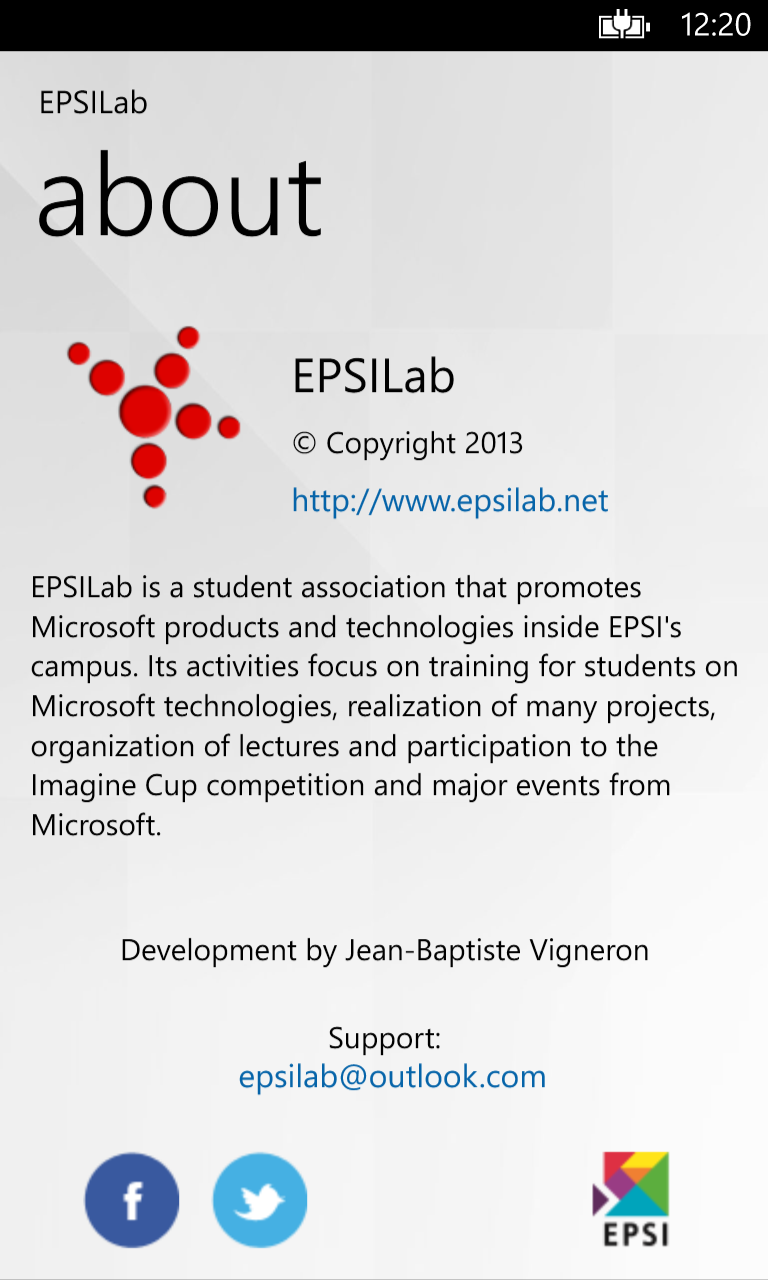 12:20
EPSILab
about
EPSILab
© Copyright 2013
http://www.epsilab.net
EPSILab is a student association that promotes
Microsoft products and technologies inside EPSI's
campus. Its activities focus on training for students on
Microsoft technologies, realization of many projects,
organization of lectures and participation to the
Imagine Cup competition and major events from
Microsoft.
Development by Jean-Baptiste Vigneron
Support:
epsilab@outlook.com
f
EPSI